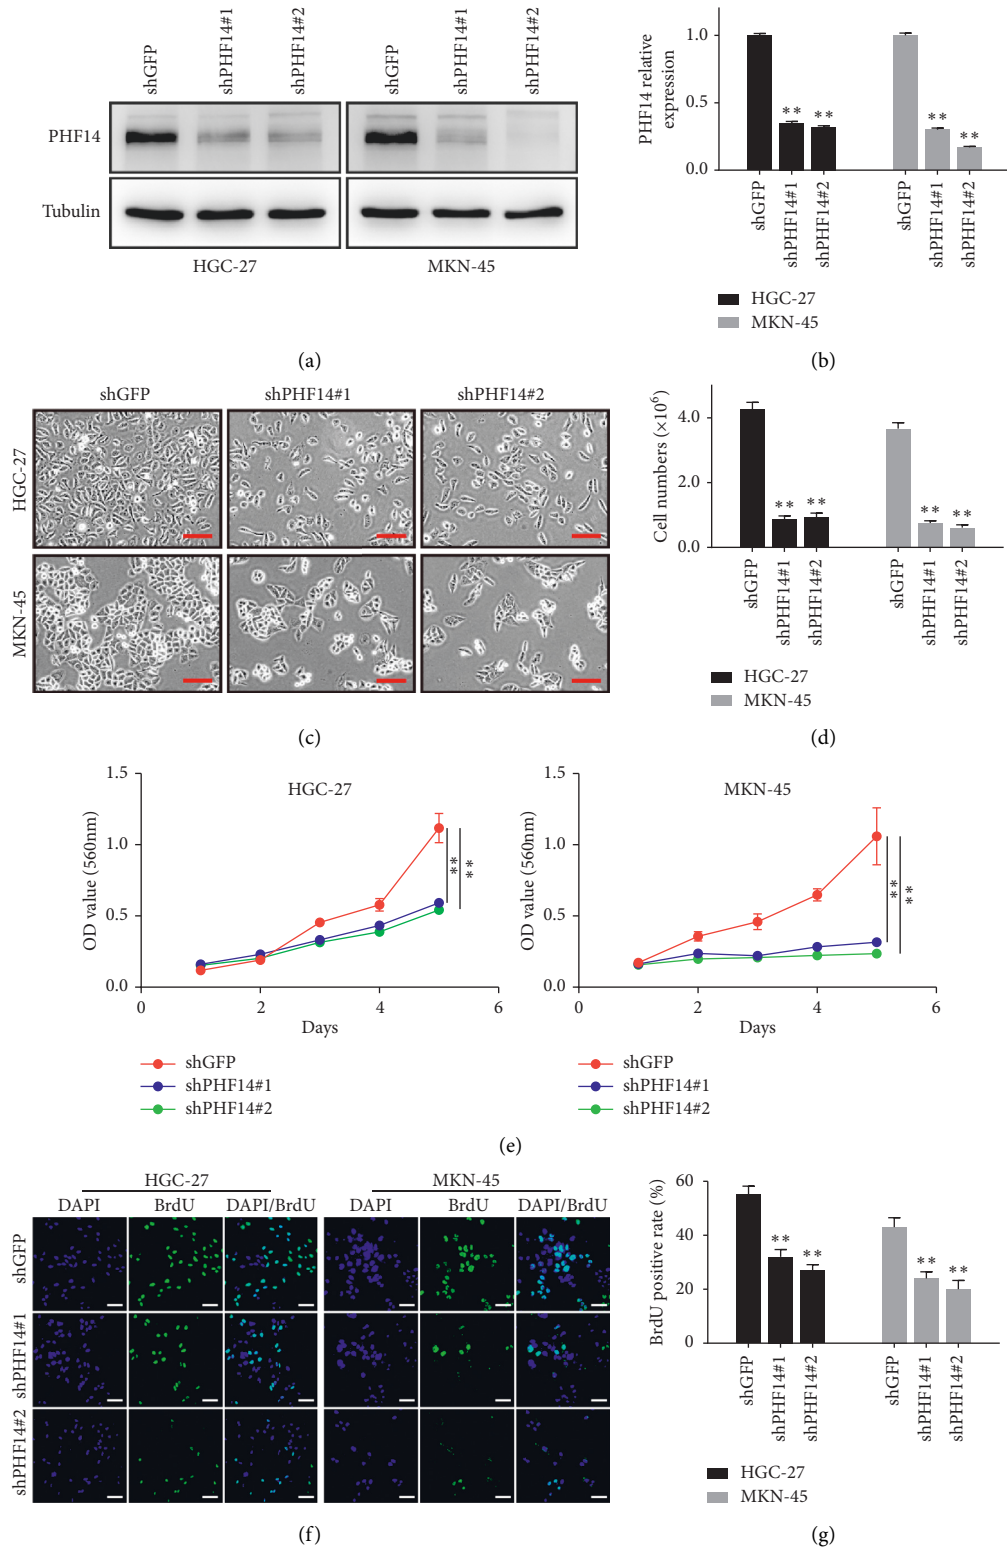 shGFP
shPHF14#1
shPHF14#2
shGFP
shPHF14#1
shPHF14#2
PHF14
Tubulin
HGC-27
MKN-45
(a)
PHF14 relative
expression
1.0
0.5
0.0
**
**
**
**
shGFP
shPHF14#1
shPHF14#2
shGFP
shPHF14#1
shPHF14#2
HGC-27
MKN-45
(b)
shGFP
shPHF14#1
shPHF14#2
HGC-27
MKN-45
(c)
Cell numbers (×10⁶)
4.0
2.0
0.0
**
**
**
**
shGFP
shPHF14#1
shPHF14#2
shGFP
shPHF14#1
shPHF14#2
HGC-27
MKN-45
(d)
HGC-27
OD value (560nm)
1.5
1.0
0.5
0.0
0
2
4
6
Days
**
**
shGFP
shPHF14#1
shPHF14#2
MKN-45
OD value (560nm)
1.5
1.0
0.5
0.0
0
2
4
6
Days
**
**
shGFP
shPHF14#1
shPHF14#2
(e)
HGC-27
MKN-45
DAPI
BrdU
DAPI/BrdU
DAPI
BrdU
DAPI/BrdU
shGFP
shPHF14#1
shPHF14#2
(f)
BrdU positive rate (%)
60
40
20
0
**
**
**
**
shGFP
shPHF14#1
shPHF14#2
shGFP
shPHF14#1
shPHF14#2
HGC-27
MKN-45
(g)